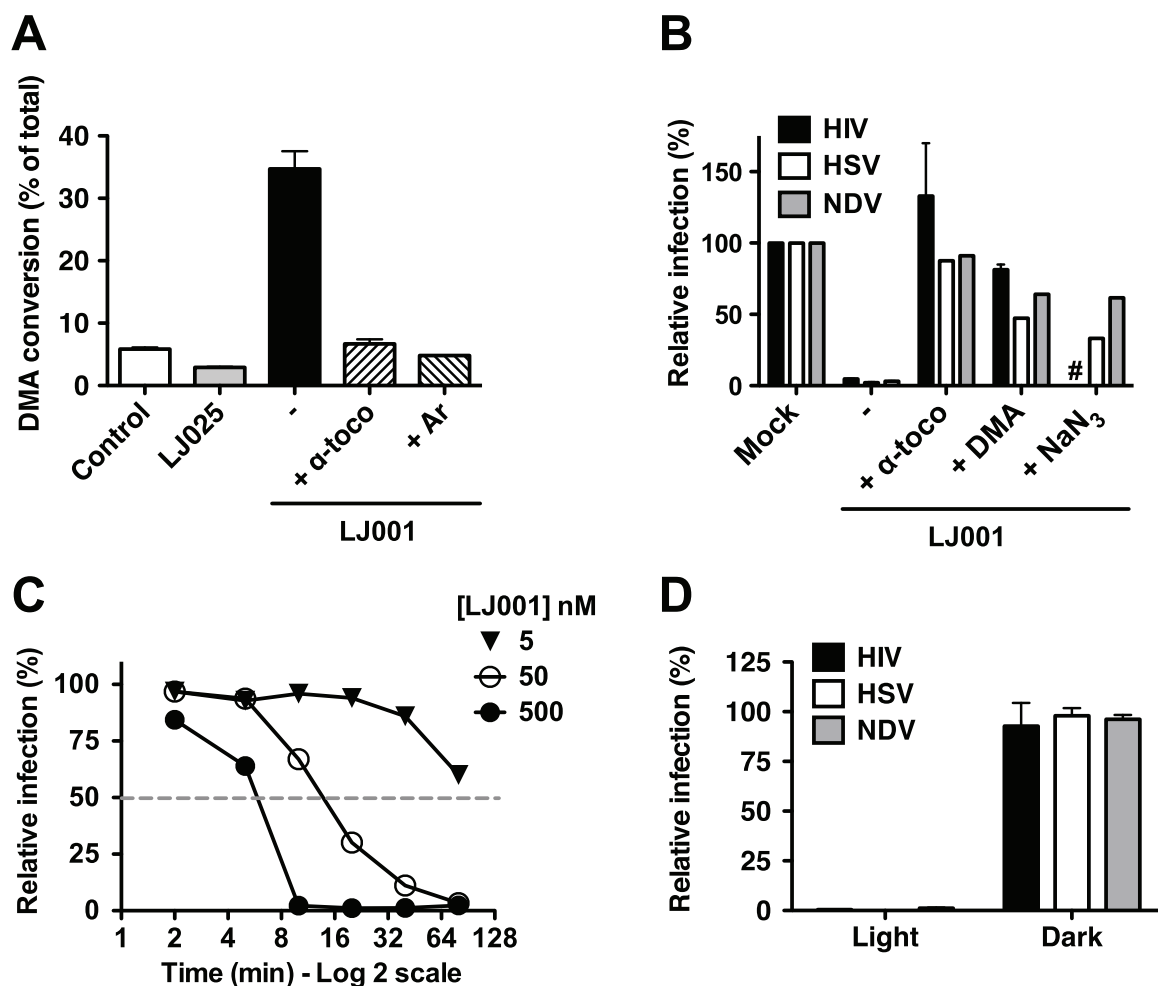 A
DMA conversion (% of total)
40
30
20
10
0
Control
LJ025
-
+ α-toco
+ Ar
LJ001
B
Relative infection (%)
150
100
50
0
HIV
HSV
NDV
#
Mock
-
+ α-toco
+ DMA
+ NaN3
LJ001
C
Relative infection (%)
[LJ001] nM
5
50
500
100
75
50
25
0
1 2 4 8 16 32 64 128
Time (min) - Log 2 scale
D
Relative infection (%)
125
100
75
50
25
0
HIV
HSV
NDV
Light Dark